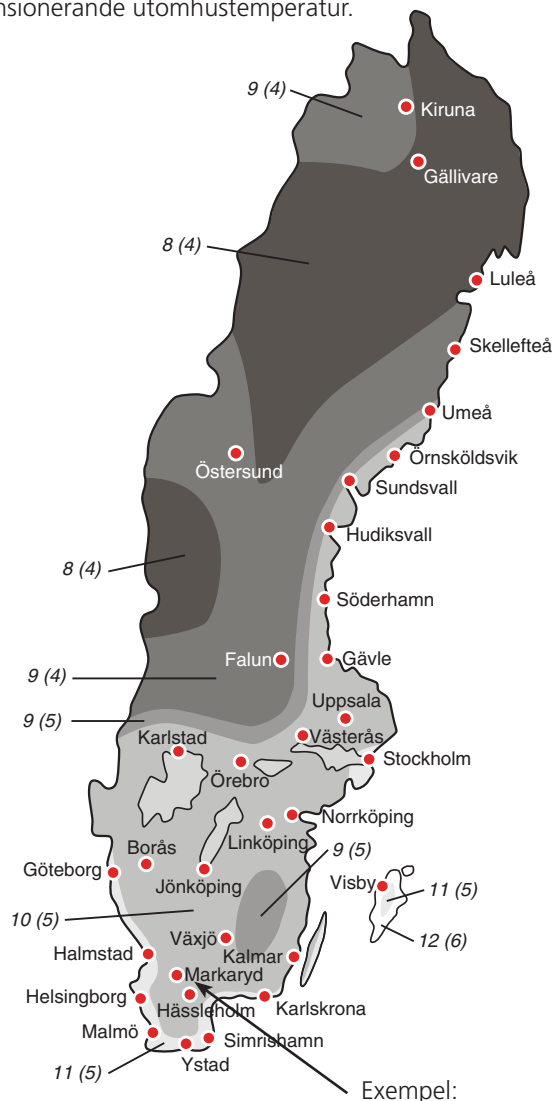 nsionerande utomhustemperatur.
9 (4)
Kiruna
Gällivare
8 (4)
Luleå
Skellefteå
Umeå
Östersund
Örnsköldsvik
Sundsvall
Hudiksvall
8 (4)
Söderhamn
Falun
Gävle
9 (4)
Uppsala
9 (5)
Karlstad
Västerås
Stockholm
Örebro
Norrköping
Linköping
Borås
9 (5)
Göteborg
Jönköping
Visby
11 (5)
10 (5)
Växjö
12 (6)
Halmstad
Kalmar
Markaryd
Helsingborg
Hässleholm
Karlskrona
Malmö
Simrishamn
Ystad
11 (5)
Exempel: